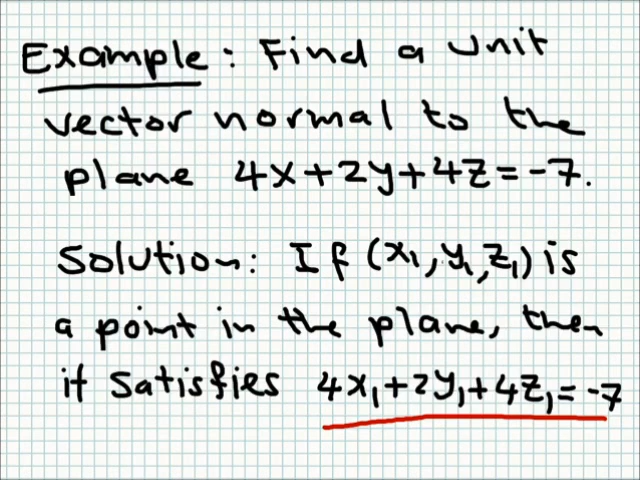 Example: Find a unit
vector normal to the
plane 4x+2y+4z=-7.
Solution: If (x₁,y₁,z₁) is
a point in the plane, then
it satisfies 4x₁+2y₁+4z₁=-7